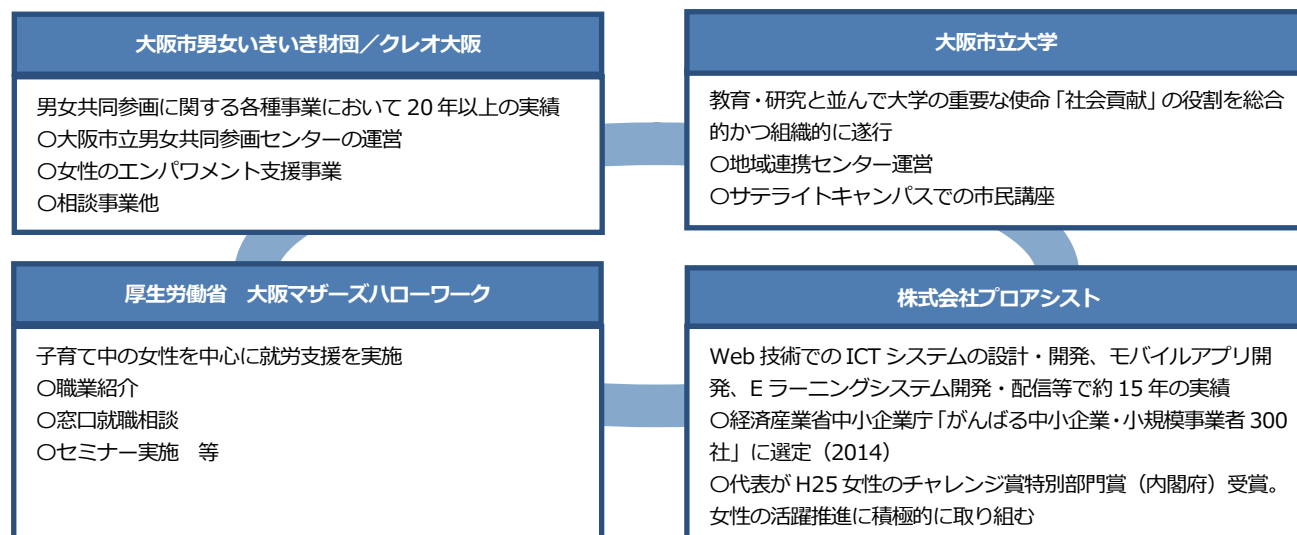 大阪市男女いきいき財団／クレオ大阪
男女共同参画に関する各種事業において 20 年以上の実績
〇大阪市立男女共同参画センターの運営
〇女性のエンパワメント支援事業
〇相談事業他
大阪市立大学
教育・研究と並んで大学の重要な使命「社会貢献」の役割を総合
的かつ組織的に遂行
〇地域連携センター運営
〇サテライトキャンパスでの市民講座
厚生労働省　大阪マザーズハローワーク
子育て中の女性を中心に就労支援を実施
〇職業紹介
〇窓口就職相談
〇セミナー実施　等
株式会社プロアシスト
Web 技術での ICT システムの設計・開発、モバイルアプリ開
発、E ラーニングシステム開発・配信等で約 15 年の実績
〇経済産業省中小企業庁「がんばる中小企業・小規模事業者 300
社」に選定（2014）
〇代表が H25 女性のチャレンジ賞特別部門賞（内閣府）受賞。
女性の活躍推進に積極的に取り組む